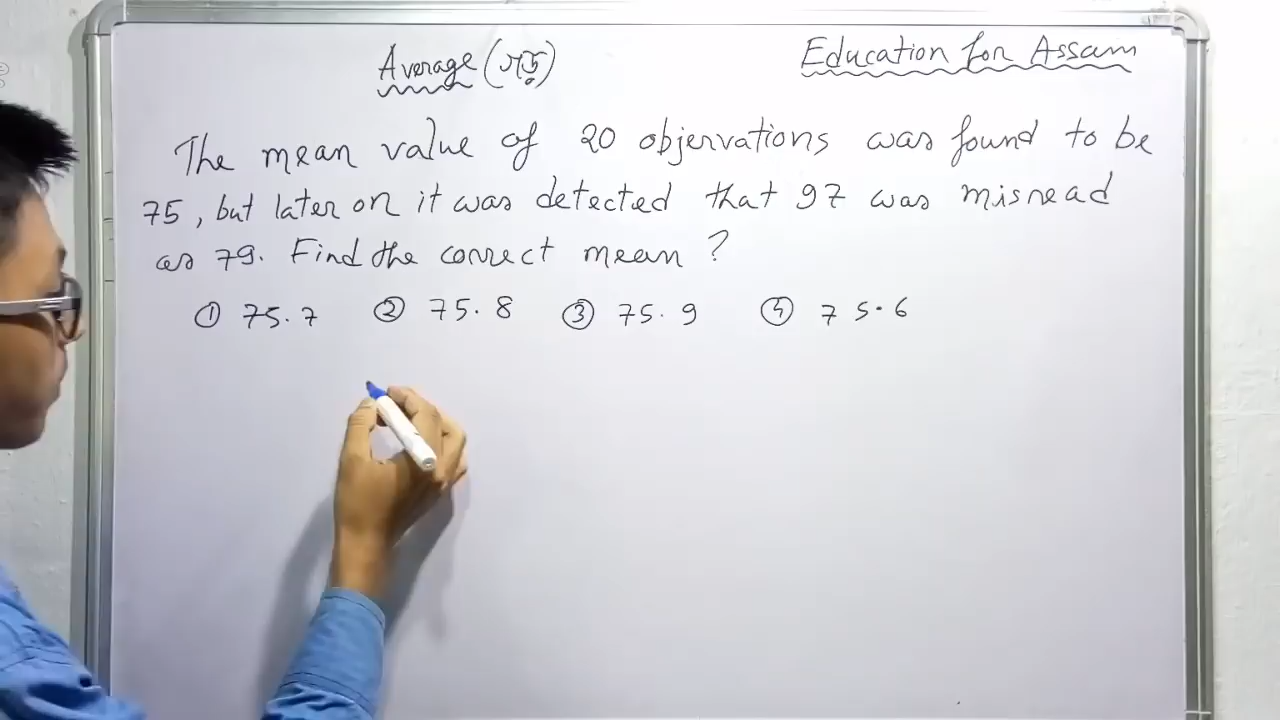 Average (গড়)
Education for Assam
The mean value of 20 observations was found to be
75, but later on it was detected that 97 was misread
as 79. Find the correct mean ?
① 75.7 ② 75.8 ③ 75.9 ④ 75.6